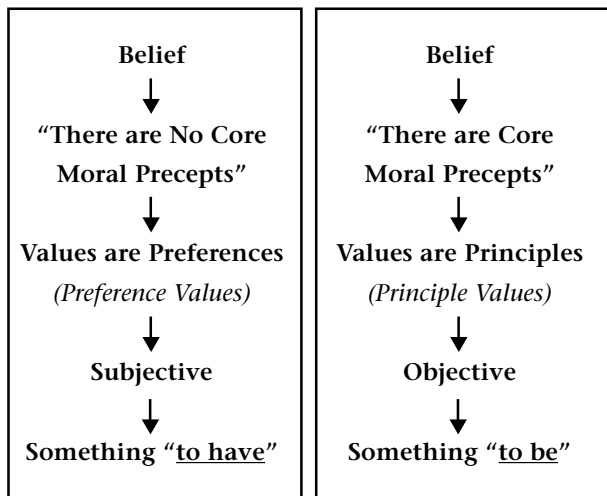 Belief
“There are No Core
Moral Precepts”
Values are Preferences
(Preference Values)
Subjective
Something “to have”
Belief
“There are Core
Moral Precepts”
Values are Principles
(Principle Values)
Objective
Something “to be”